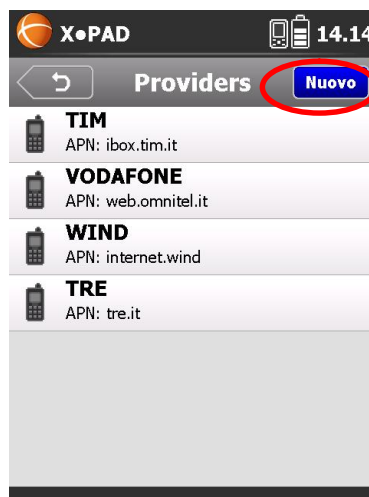 X●PAD 14.14
Providers Nuovo
TIM
APN: ibox.tim.it
VODAFONE
APN: web.omnitel.it
WIND
APN: internet.wind
TRE
APN: tre.it